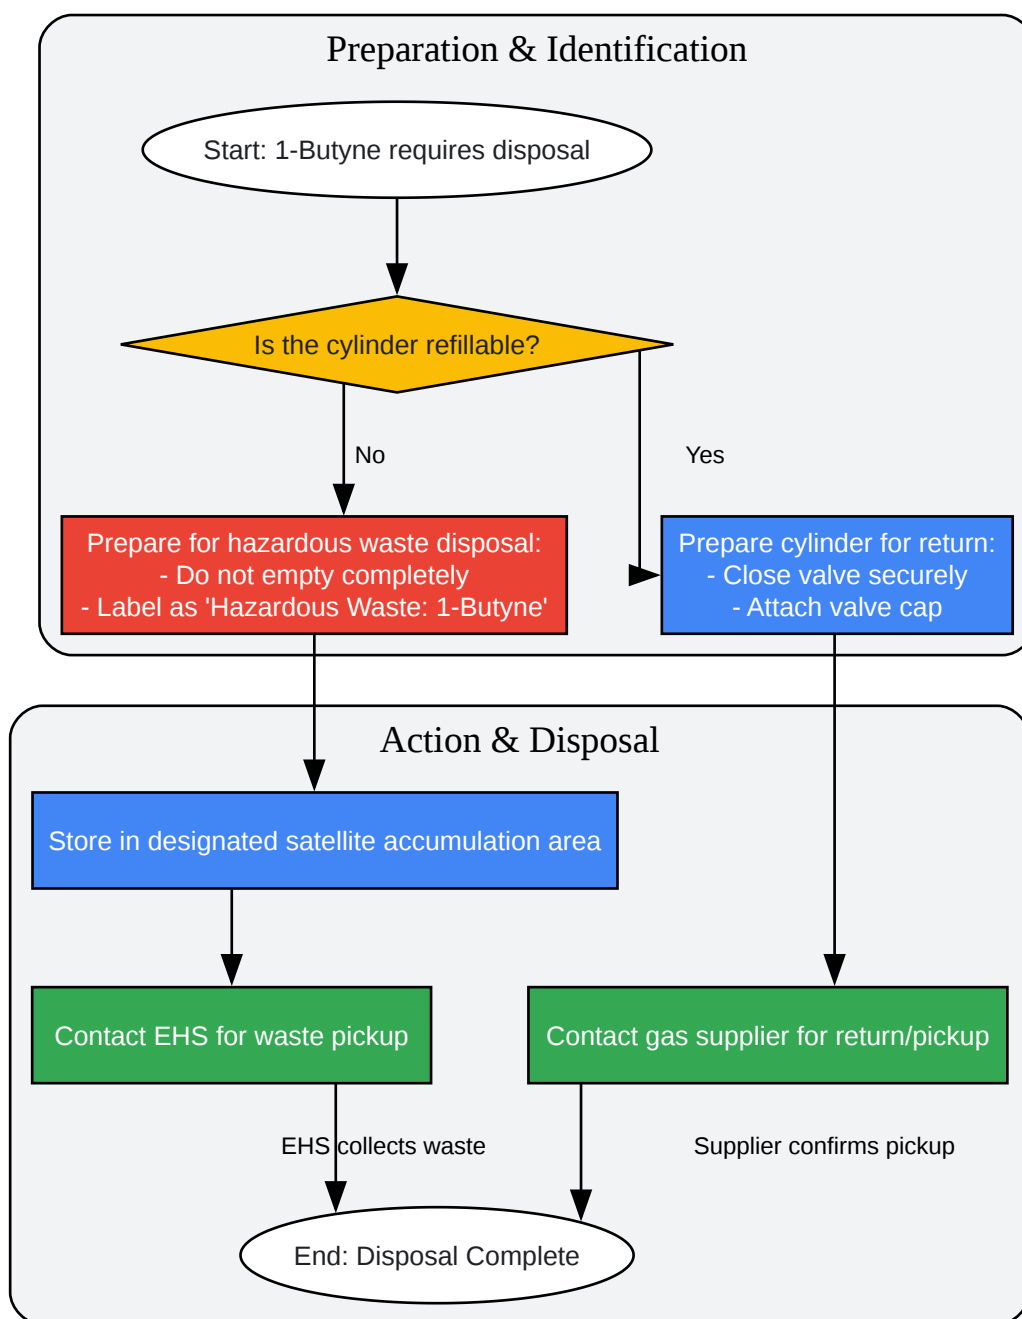 Preparation & Identification
Start: 1-Butyne requires disposal
Is the cylinder refillable?
No
Yes
Prepare for hazardous waste disposal:
- Do not empty completely
- Label as 'Hazardous Waste: 1-Butyne'
Prepare cylinder for return:
- Close valve securely
- Attach valve cap
Action & Disposal
Store in designated satellite accumulation area
Contact EHS for waste pickup
Contact gas supplier for return/pickup
EHS collects waste
Supplier confirms pickup
End: Disposal Complete